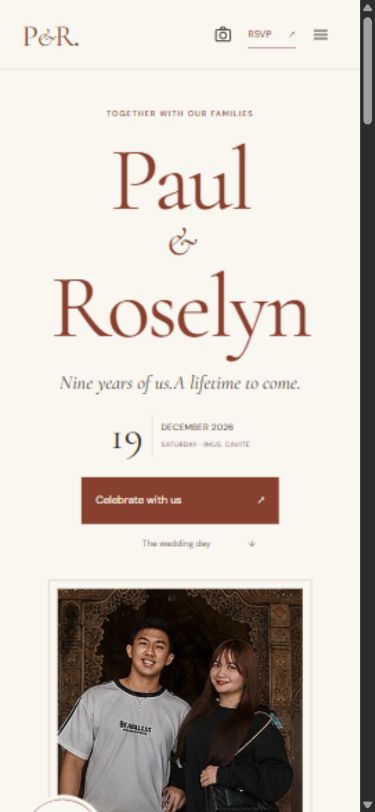 P&R.
RSVP ↗
TOGETHER WITH OUR FAMILIES
Paul
&
Roselyn
Nine years of us.A lifetime to come.
19
DECEMBER 2026
SATURDAY · IMUS, CAVITE
Celebrate with us ↗
The wedding day ↓